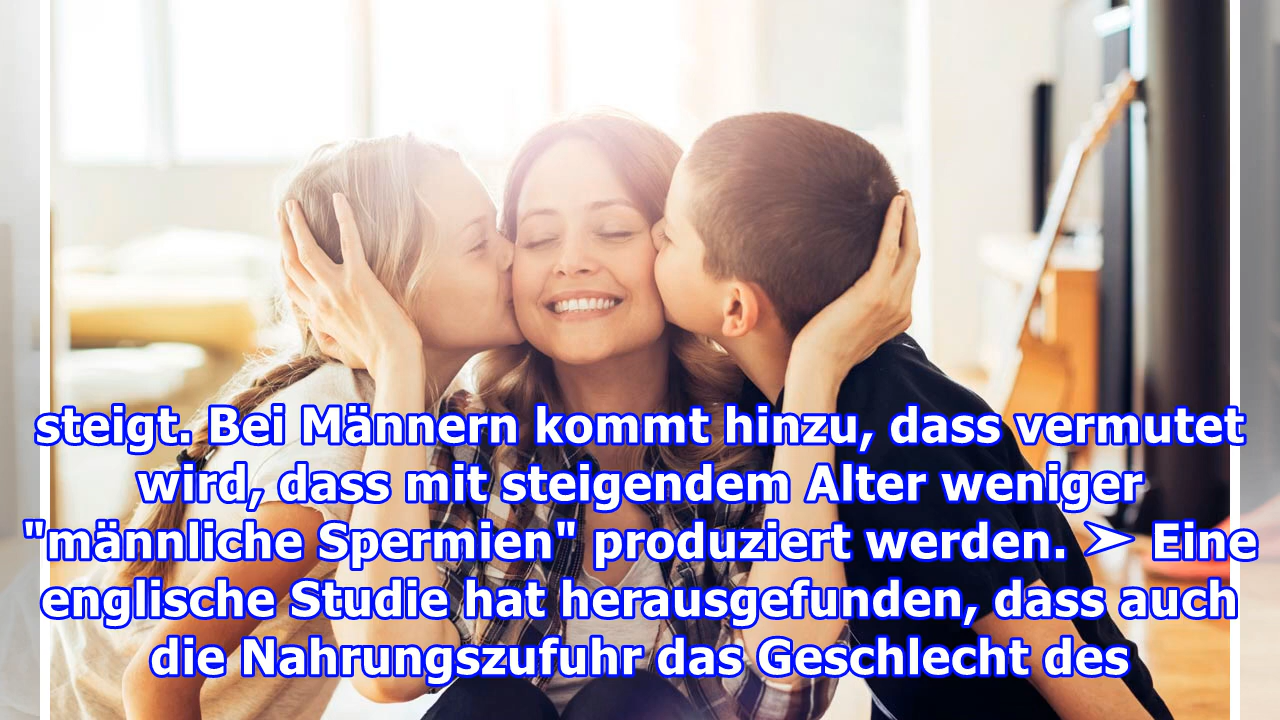 steigt. Bei Männern kommt hinzu, dass vermutet
wird, dass mit steigendem Alter weniger
"männliche Spermien" produziert werden. ➤ Eine
englische Studie hat herausgefunden, dass auch
die Nahrungszufuhr das Geschlecht des